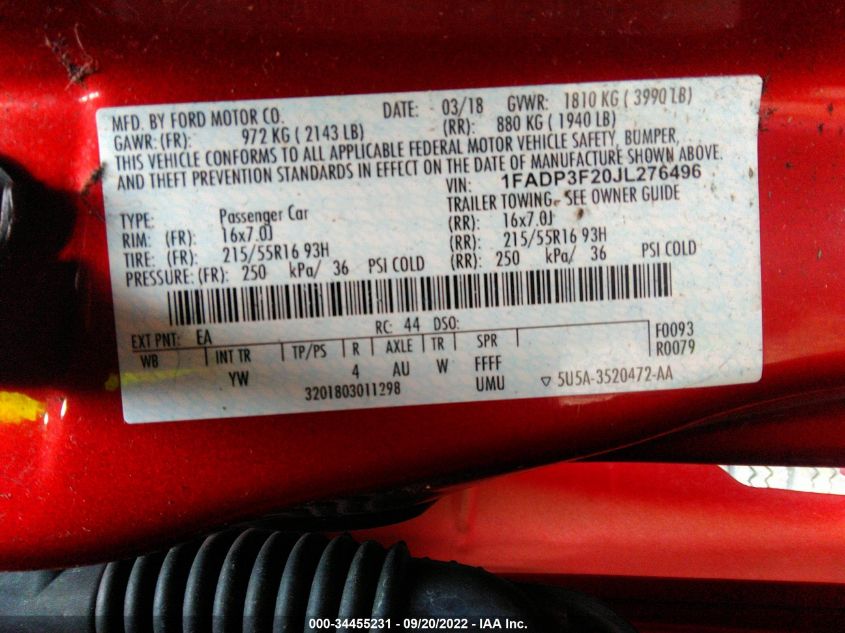 MFD. BY FORD MOTOR CO. DATE: 03/18 GVWR: 1810 KG ( 3990 LB)
GAWR: (FR): 972 KG ( 2143 LB) (RR): 880 KG ( 1940 LB)
THIS VEHICLE CONFORMS TO ALL APPLICABLE FEDERAL MOTOR VEHICLE SAFETY, BUMPER,
AND THEFT PREVENTION STANDARDS IN EFFECT ON THE DATE OF MANUFACTURE SHOWN ABOVE.
VIN: 1FADP3F20JL276496
TRAILER TOWING- SEE OWNER GUIDE
TYPE: Passenger Car
RIM: (FR): 16x7.0J (RR): 16x7.0J
TIRE: (FR): 215/55R16 93H (RR): 215/55R16 93H
PRESSURE: (FR): 250 kPa/ 36 PSI COLD (RR): 250 kPa/ 36 PSI COLD
EXT PNT: EA RC: 44 DSO: F0093
WB INT TR TP/PS R AXLE TR SPR R0079
YW 4 AU W FFFF
3201803011298 UMU ▽ 5U5A-3520472-AA
000-34455231 - 09/20/2022 - IAA Inc.